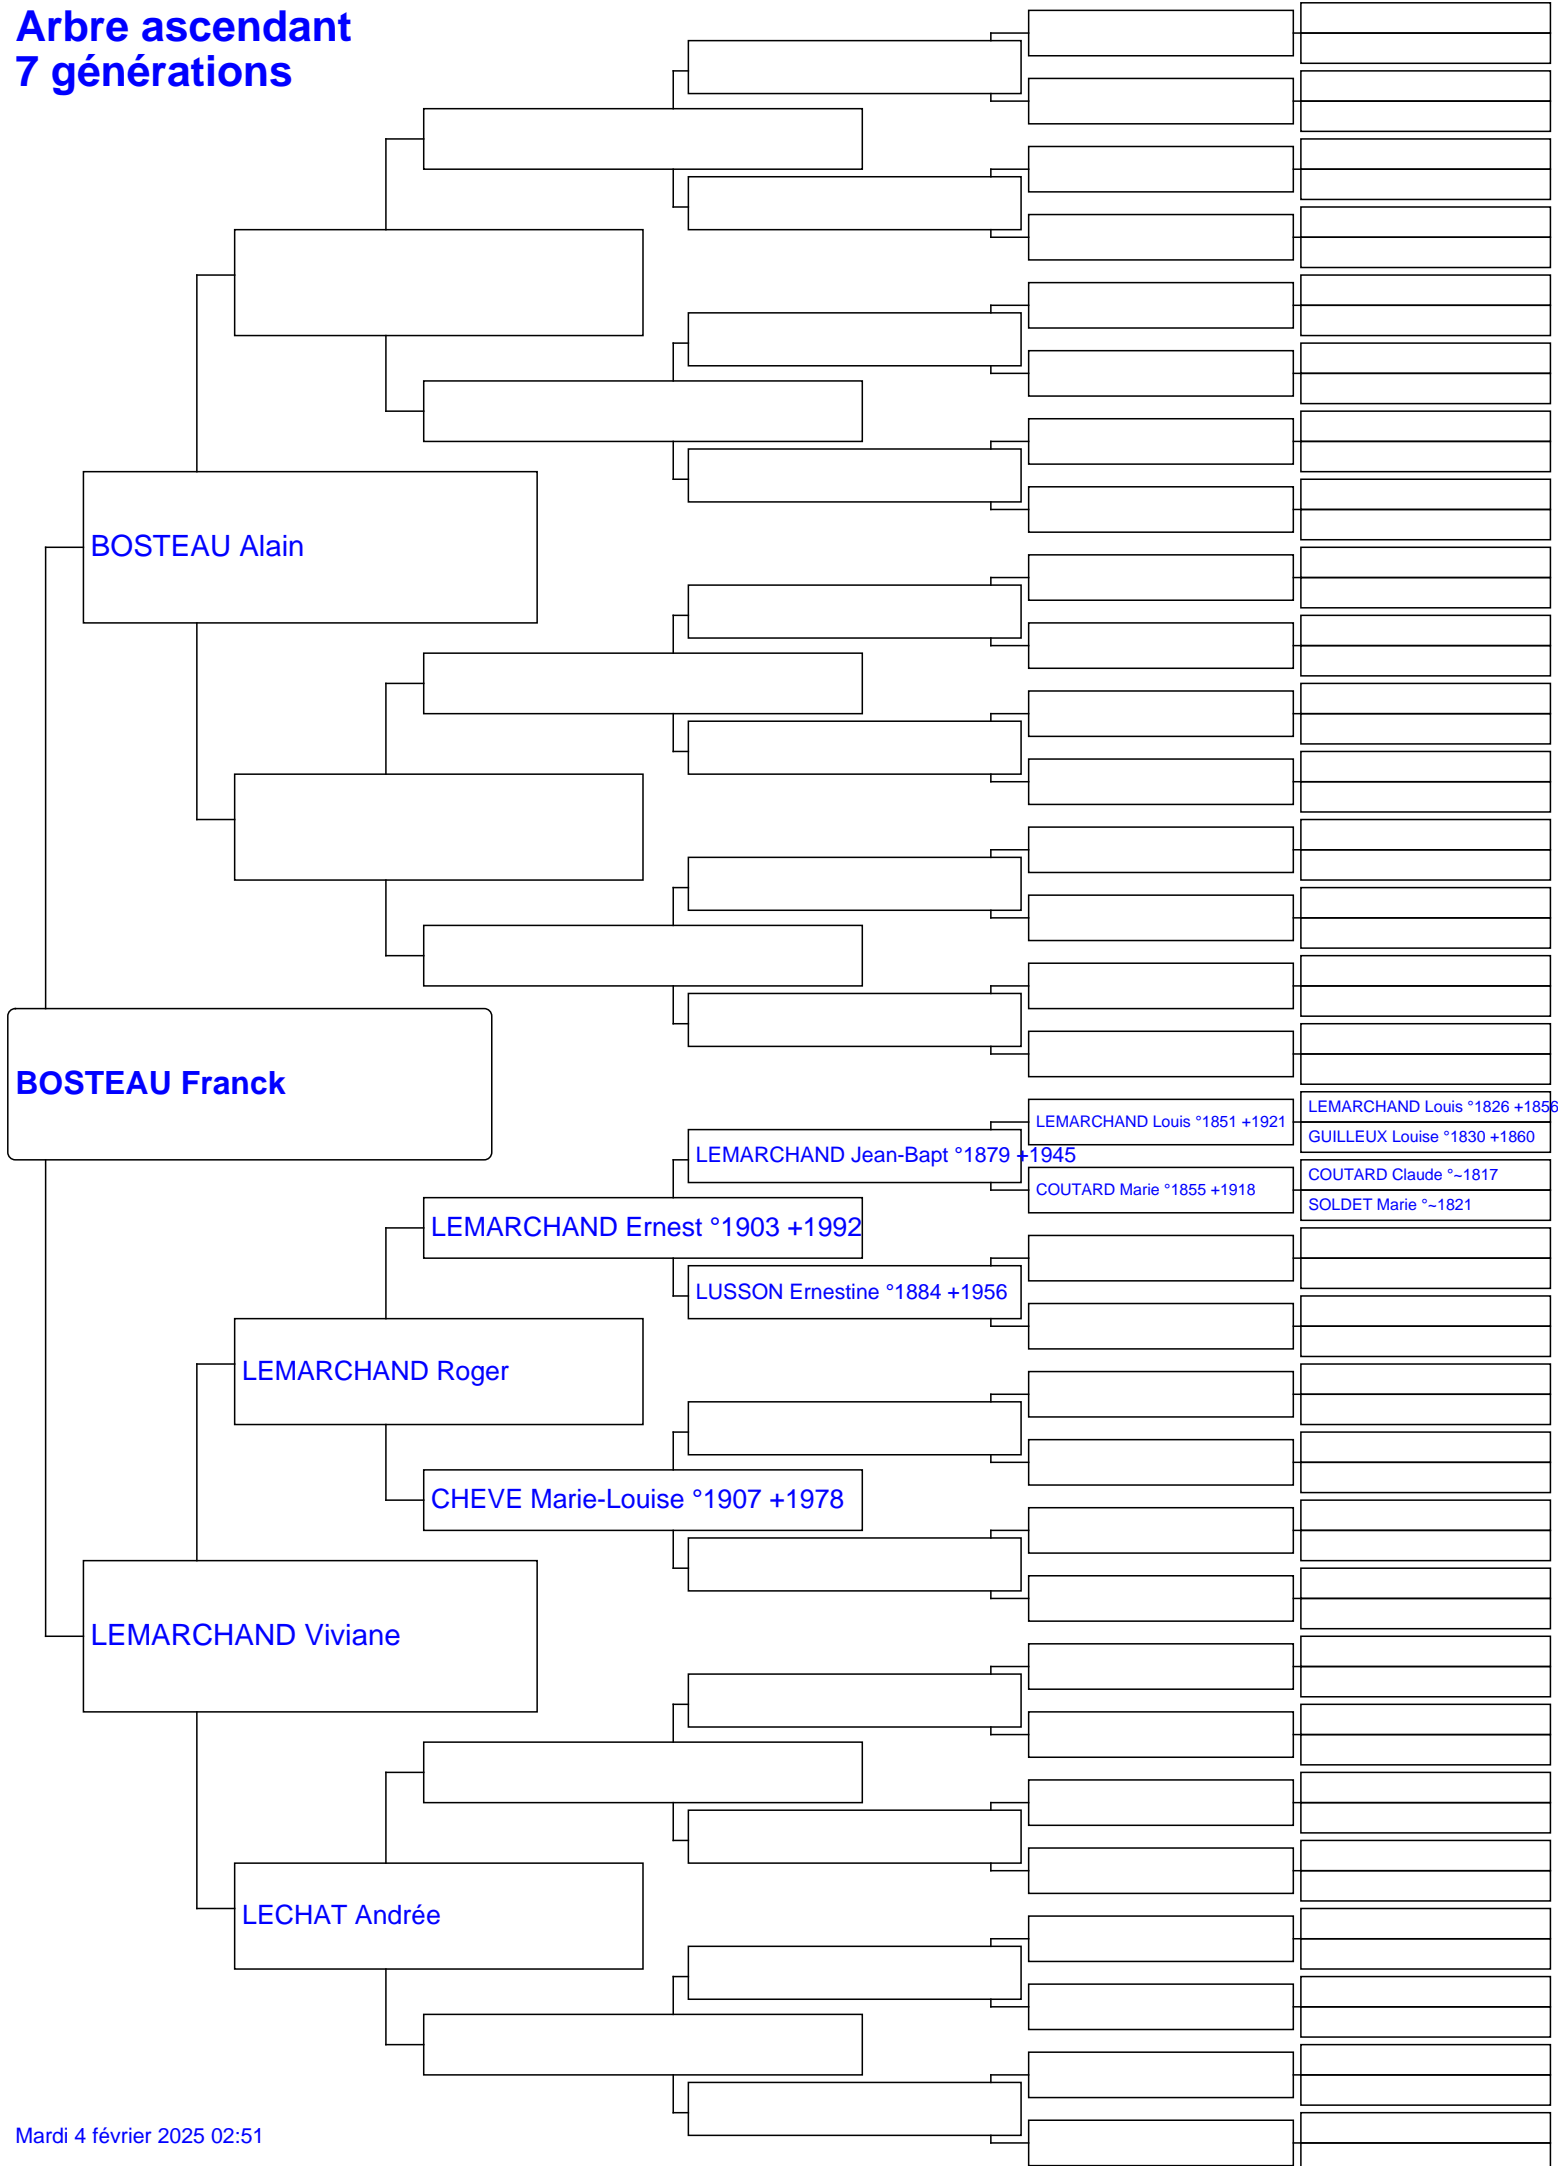 Arbre ascendant
7 générations
BOSTEAU Alain
BOSTEAU Franck
LEMARCHAND Louis °1826 +1856
LEMARCHAND Louis °1851 +1921
GUILLEUX Louise °1830 +1860
LEMARCHAND Jean-Bapt °1879 +1945
COUTARD Claude °~1817
COUTARD Marie °1855 +1918
SOLDET Marie °~1821
LEMARCHAND Ernest °1903 +1992
LUSSON Ernestine °1884 +1956
LEMARCHAND Roger
CHEVE Marie-Louise °1907 +1978
LEMARCHAND Viviane
LECHAT Andrée
Mardi 4 février 2025 02:51